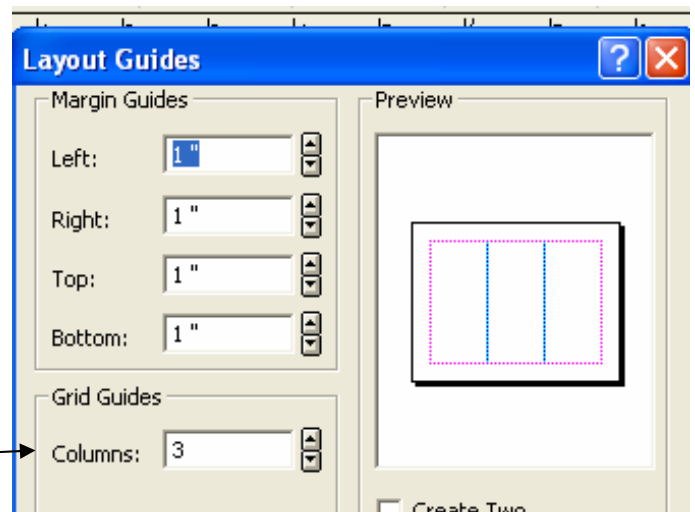 Layout Guides
Margin Guides
Left: 1 "
Right: 1 "
Top: 1 "
Bottom: 1 "
Grid Guides
Columns: 3
Preview
Create Two